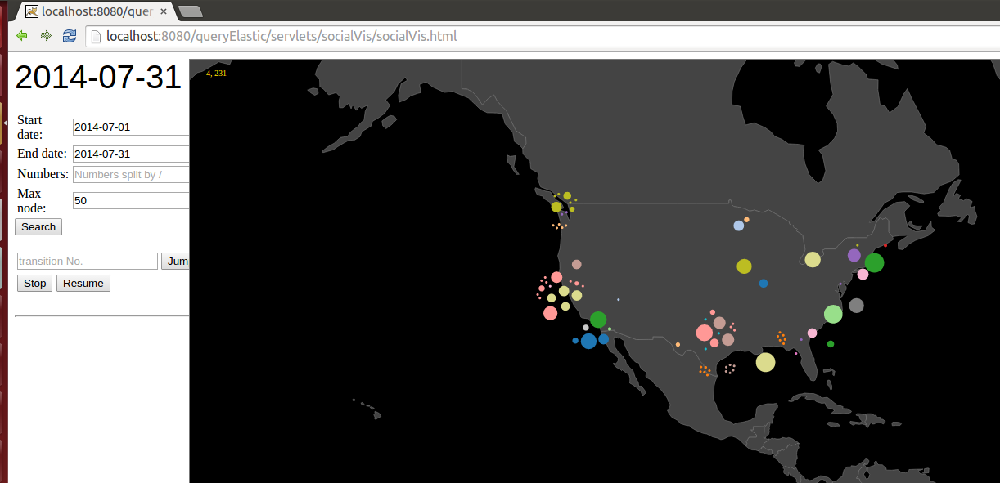 localhost:8080/quer
localhost:8080/queryElastic/servlets/socialVis/socialVis.html
2014-07-31
4, 231
Start
date:
2014-07-01
End date:
2014-07-31
Numbers:
Numbers split by /
Max
node:
50
Search
transition No.
Jum
Stop
Resume